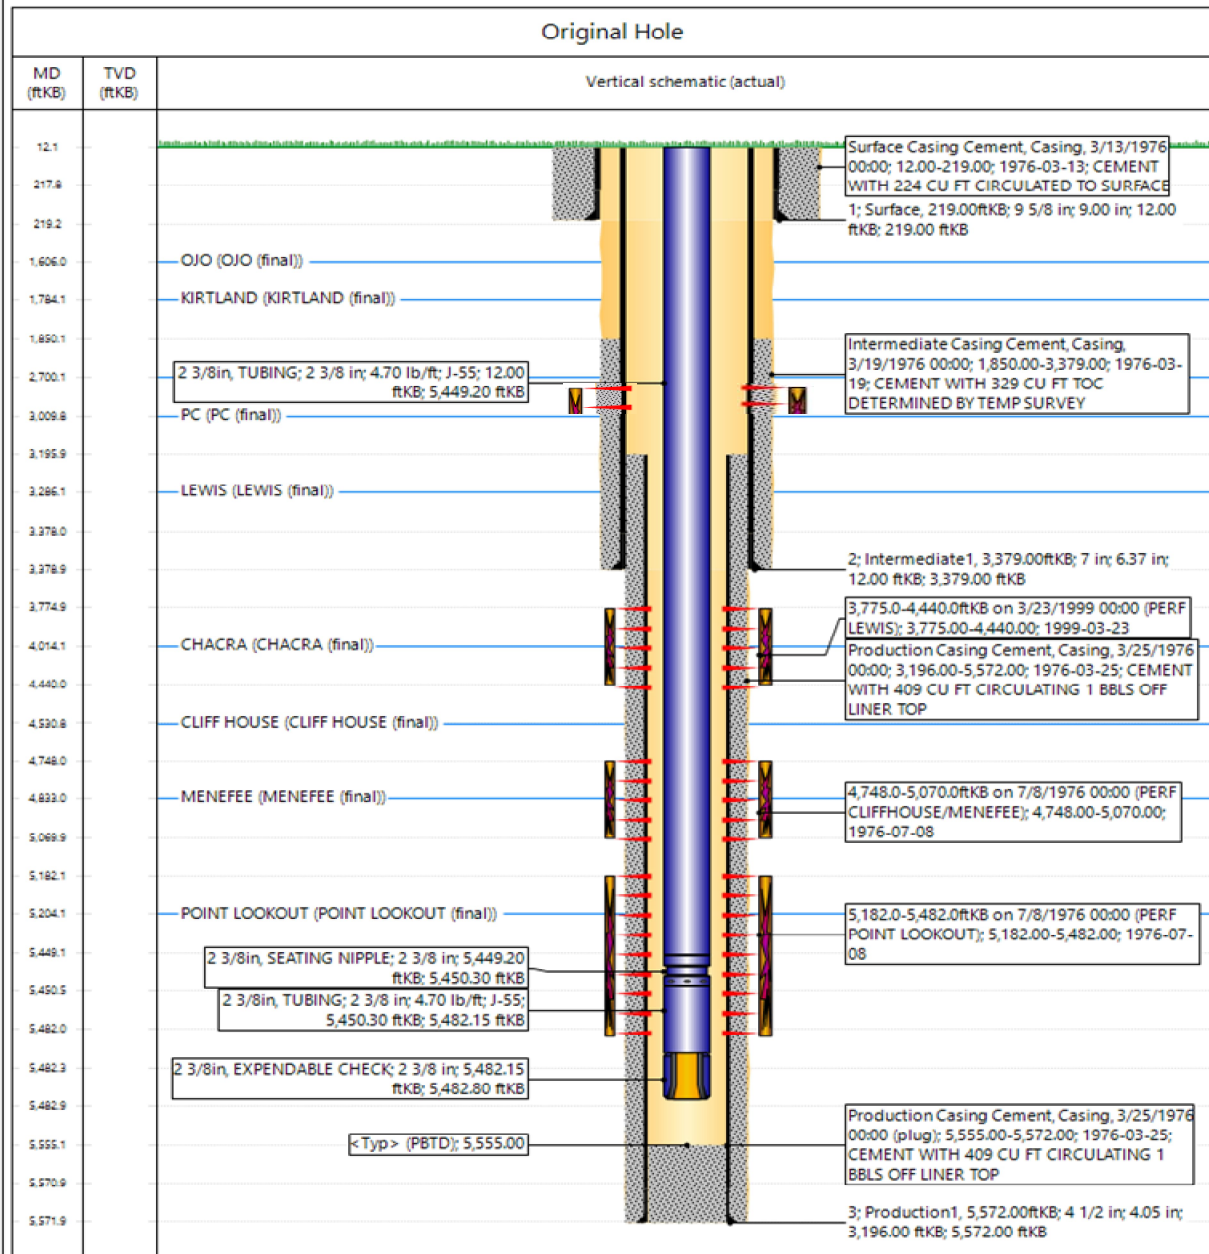 Original Hole
MD
(ftKB)
TVD
(ftKB)
Vertical schematic (actual)
12.1
217.8
219.2
1,606.0
1,784.1
1,850.1
2,700.1
3,009.8
3,195.9
3,286.1
3,378.0
3,378.9
3,774.9
4,014.1
4,440.0
4,530.8
4,748.0
4,833.0
5,069.9
5,182.1
5,204.1
5,449.1
5,450.5
5,482.0
5,482.3
5,482.9
5,555.1
5,570.9
5,571.9
OJO (OJO (final))
KIRTLAND (KIRTLAND (final))
2 3/8in, TUBING; 2 3/8 in; 4.70 lb/ft; J-55; 12.00
ftKB; 5,449.20 ftKB
PC (PC (final))
LEWIS (LEWIS (final))
CHACRA (CHACRA (final))
CLIFF HOUSE (CLIFF HOUSE (final))
MENEFEE (MENEFEE (final))
POINT LOOKOUT (POINT LOOKOUT (final))
2 3/8in, SEATING NIPPLE; 2 3/8 in; 5,449.20
ftKB; 5,450.30 ftKB
2 3/8in, TUBING; 2 3/8 in; 4.70 lb/ft; J-55;
5,450.30 ftKB; 5,482.15 ftKB
2 3/8in, EXPENDABLE CHECK; 2 3/8 in; 5,482.15
ftKB; 5,482.80 ftKB
<Typ> (PBTD); 5,555.00
Surface Casing Cement, Casing, 3/13/1976
00:00; 12.00-219.00; 1976-03-13; CEMENT
WITH 224 CU FT CIRCULATED TO SURFACE
1; Surface, 219.00ftKB; 9 5/8 in; 9.00 in; 12.00
ftKB; 219.00 ftKB
Intermediate Casing Cement, Casing,
3/19/1976 00:00; 1,850.00-3,379.00; 1976-03-
19; CEMENT WITH 329 CU FT TOC
DETERMINED BY TEMP SURVEY
2; Intermediate1, 3,379.00ftKB; 7 in; 6.37 in;
12.00 ftKB; 3,379.00 ftKB
3,775.0-4,440.0ftKB on 3/23/1999 00:00 (PERF
LEWIS); 3,775.00-4,440.00; 1999-03-23
Production Casing Cement, Casing, 3/25/1976
00:00; 3,196.00-5,572.00; 1976-03-25; CEMENT
WITH 409 CU FT CIRCULATING 1 BBLS OFF
LINER TOP
4,748.0-5,070.0ftKB on 7/8/1976 00:00 (PERF
CLIFFHOUSE/MENEFEE); 4,748.00-5,070.00;
1976-07-08
5,182.0-5,482.0ftKB on 7/8/1976 00:00 (PERF
POINT LOOKOUT); 5,182.00-5,482.00; 1976-07-
08
Production Casing Cement, Casing, 3/25/1976
00:00 (plug); 5,555.00-5,572.00; 1976-03-25;
CEMENT WITH 409 CU FT CIRCULATING 1
BBLS OFF LINER TOP
3; Production1, 5,572.00ftKB; 4 1/2 in; 4.05 in;
3,196.00 ftKB; 5,572.00 ftKB